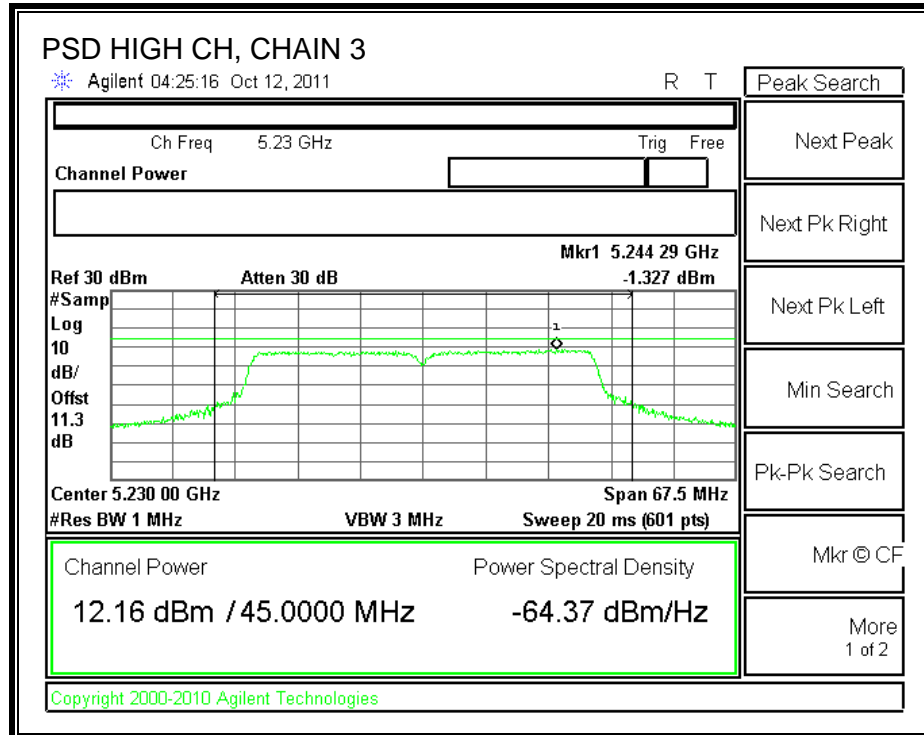 PSD HIGH CH, CHAIN 3
Agilent 04:25:16 Oct 12, 2011 R T
Peak Search
Ch Freq 5.23 GHz Trig Free
Next Peak
Channel Power
Next Pk Right
Mkr1 5.244 29 GHz
Ref 30 dBm Atten 30 dB -1.327 dBm
#Samp
Log
10
dB/
Offst
11.3
dB
1
Next Pk Left
Min Search
Pk-Pk Search
Center 5.230 00 GHz Span 67.5 MHz
#Res BW 1 MHz VBW 3 MHz Sweep 20 ms (601 pts)
Channel Power Power Spectral Density
Mkr © CF
12.16 dBm / 45.0000 MHz -64.37 dBm/Hz
More
1 of 2
Copyright 2000-2010 Agilent Technologies